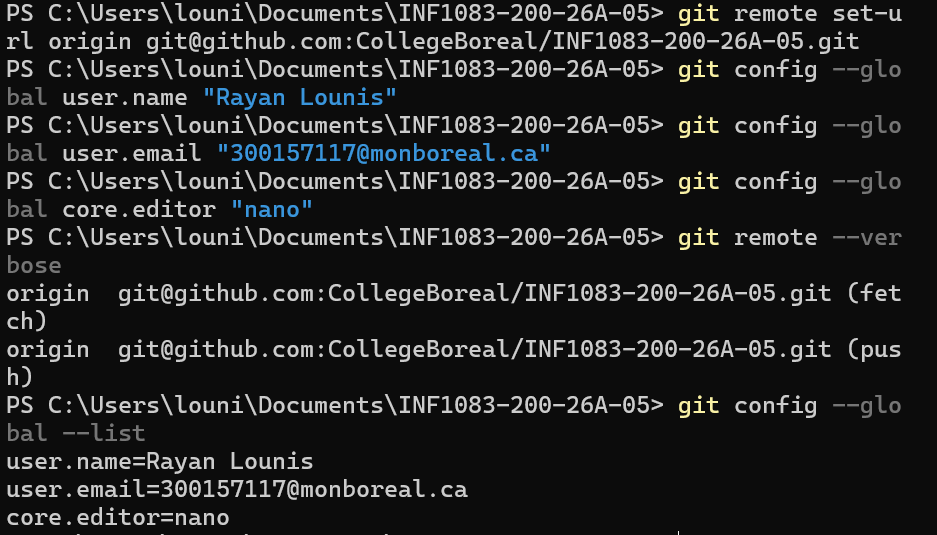 PS C:\Users\louni\Documents\INF1083-200-26A-05> git remote set-u
rl origin git@github.com:CollegeBoreal/INF1083-200-26A-05.git
PS C:\Users\louni\Documents\INF1083-200-26A-05> git config --glo
bal user.name "Rayan Lounis"
PS C:\Users\louni\Documents\INF1083-200-26A-05> git config --glo
bal user.email "300157117@monboreal.ca"
PS C:\Users\louni\Documents\INF1083-200-26A-05> git config --glo
bal core.editor "nano"
PS C:\Users\louni\Documents\INF1083-200-26A-05> git remote --ver
bose
origin  git@github.com:CollegeBoreal/INF1083-200-26A-05.git (fet
ch)
origin  git@github.com:CollegeBoreal/INF1083-200-26A-05.git (pus
h)
PS C:\Users\louni\Documents\INF1083-200-26A-05> git config --glo
bal --list
user.name=Rayan Lounis
user.email=300157117@monboreal.ca
core.editor=nano